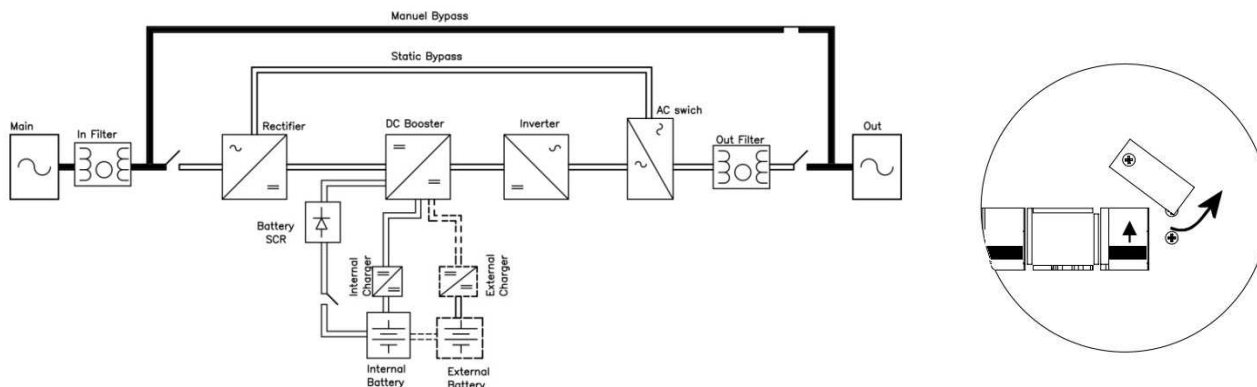 Manuel Bypass
Static Bypass
Main
In Filter
Rectifier
DC Booster
Inverter
AC swich
Out Filter
Out
Battery
SCR
Internal
Charger
External
Charger
Internal
Battery
External
Battery